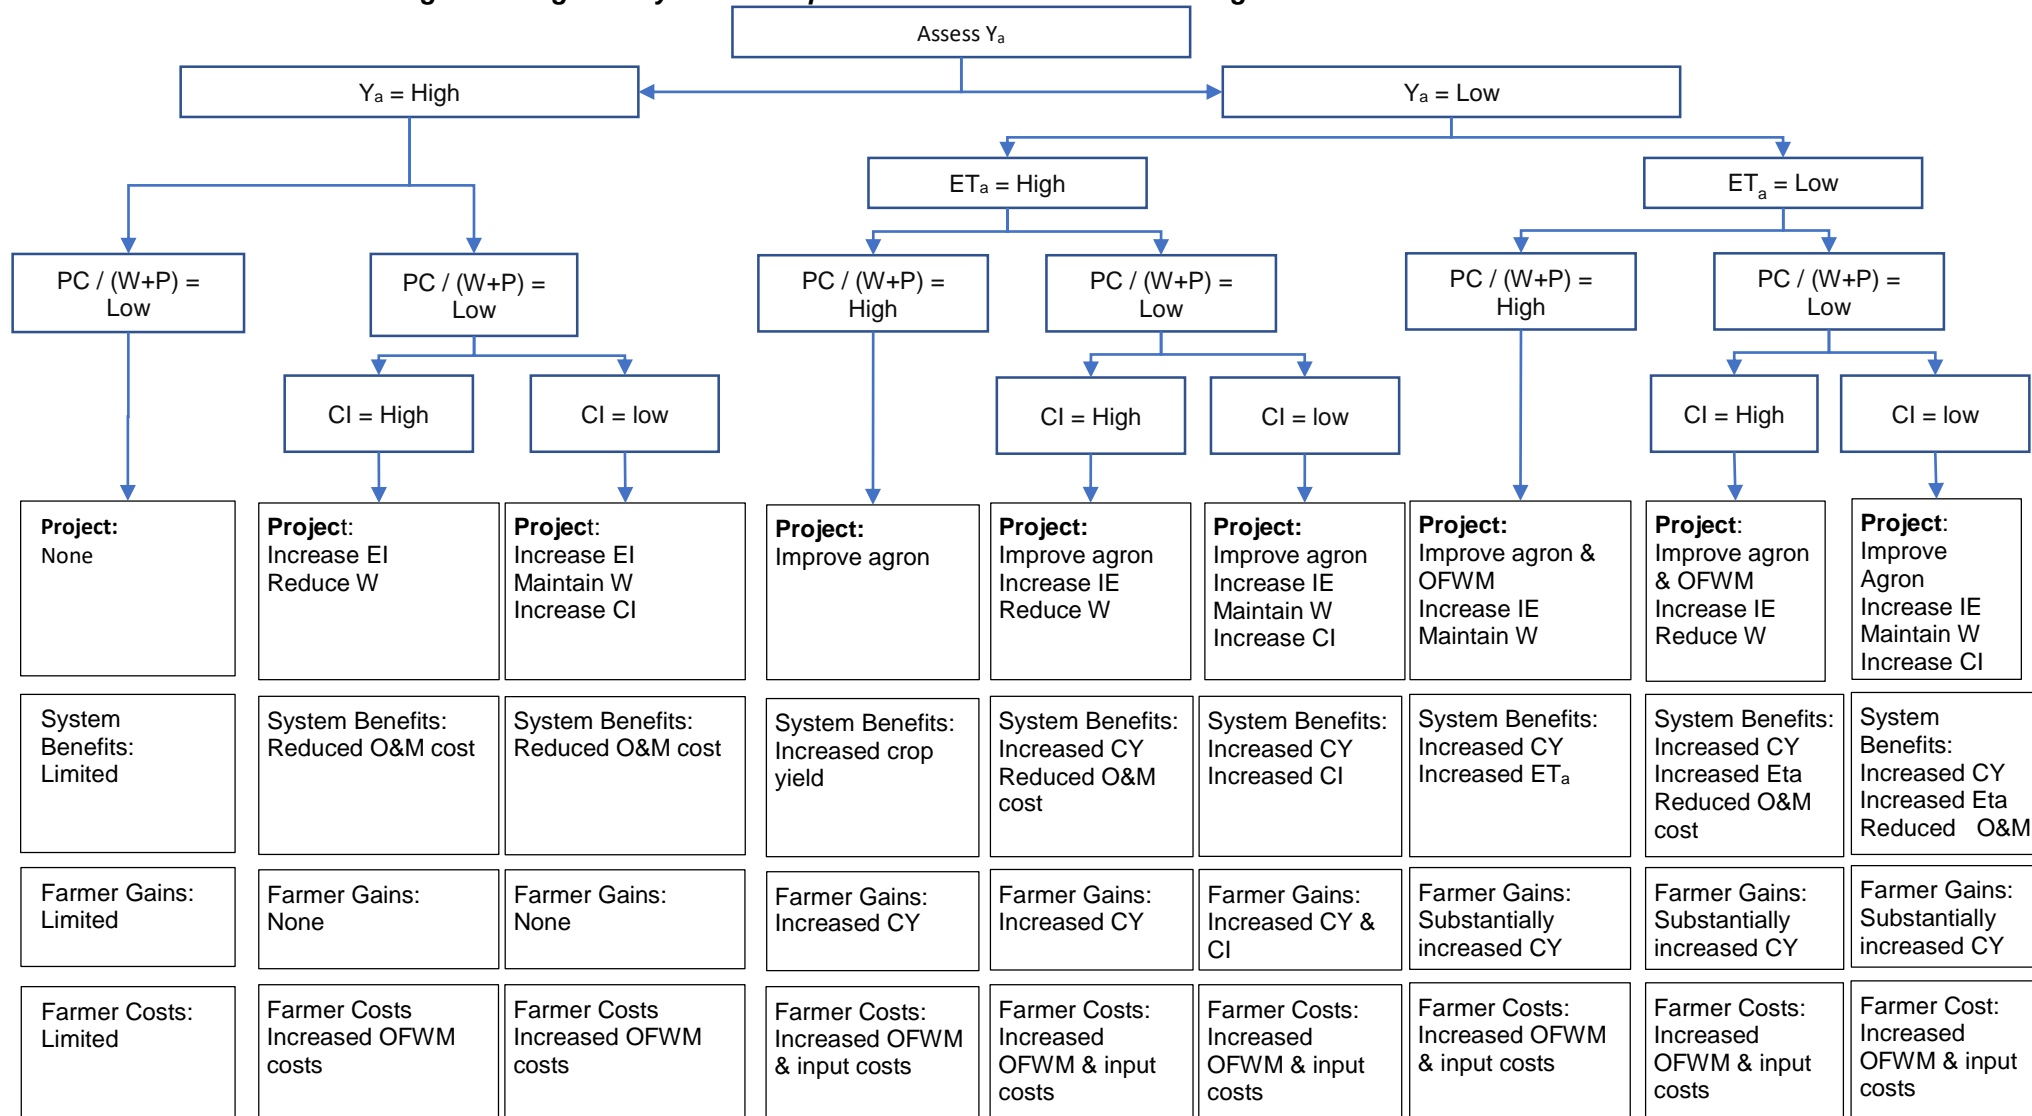 Assess Ya
Ya = High
Ya = Low
ETa = High
ETa = Low
PC / (W+P) =
Low
PC / (W+P) =
Low
PC / (W+P) =
High
PC / (W+P) =
Low
PC / (W+P) =
High
PC / (W+P) =
Low
CI = High
CI = low
CI = High
CI = low
CI = High
CI = low
Project:
None
Project:
Increase EI
Reduce W
Project:
Increase EI
Maintain W
Increase CI
Project:
Improve agron
Project:
Improve agron
Increase IE
Reduce W
Project:
Improve agron
Increase IE
Maintain W
Increase CI
Project:
Improve agron &
OFWM
Increase IE
Maintain W
Project:
Improve agron
& OFWM
Increase IE
Reduce W
Project:
Improve
Agron
Increase IE
Maintain W
Increase CI
System
Benefits:
Limited
System Benefits:
Reduced O&M cost
System Benefits:
Reduced O&M cost
System Benefits:
Increased crop
yield
System Benefits:
Increased CY
Reduced O&M
cost
System Benefits:
Increased CY
Increased CI
System Benefits:
Increased CY
Increased ETa
System Benefits:
Increased CY
Increased Eta
Reduced O&M
cost
System
Benefits:
Increased CY
Increased Eta
Reduced O&M
Farmer Gains:
Limited
Farmer Gains:
None
Farmer Gains:
None
Farmer Gains:
Increased CY
Farmer Gains:
Increased CY
Farmer Gains:
Increased CY &
CI
Farmer Gains:
Substantially
increased CY
Farmer Gains:
Substantially
increased CY
Farmer Gains:
Substantially
increased CY
Farmer Costs:
Limited
Farmer Costs
Increased OFWM
costs
Farmer Costs
Increased OFWM
costs
Farmer Costs:
Increased OFWM
& input costs
Farmer Costs:
Increased
OFWM & input
costs
Farmer Costs:
Increased
OFWM & input
costs
Farmer Costs:
Increased OFWM
& input costs
Farmer Costs:
Increased
OFWM & input
costs
Farmer Cost:
Increased
OFWM & input
costs